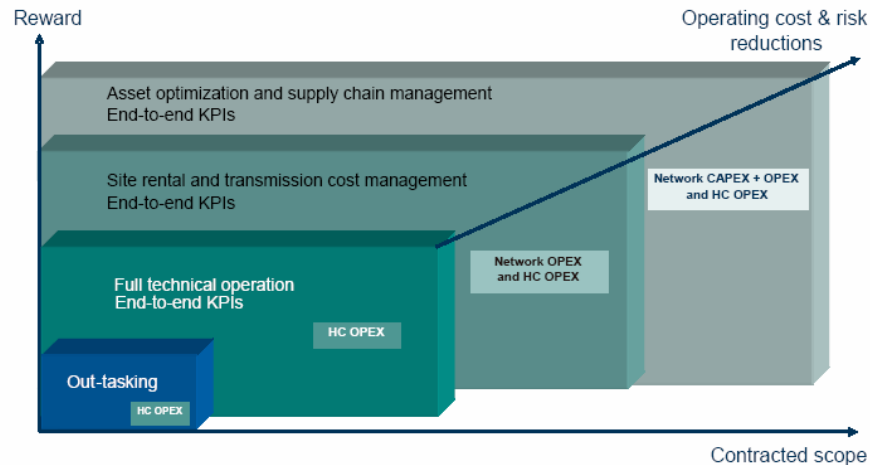 Reward
Operating cost & risk
reductions
Asset optimization and supply chain management
End-to-end KPIs
Site rental and transmission cost management
End-to-end KPIs
Network CAPEX + OPEX
and HC OPEX
Network OPEX
and HC OPEX
Full technical operation
End-to-end KPIs
HC OPEX
Out-tasking
HC OPEX
Contracted scope